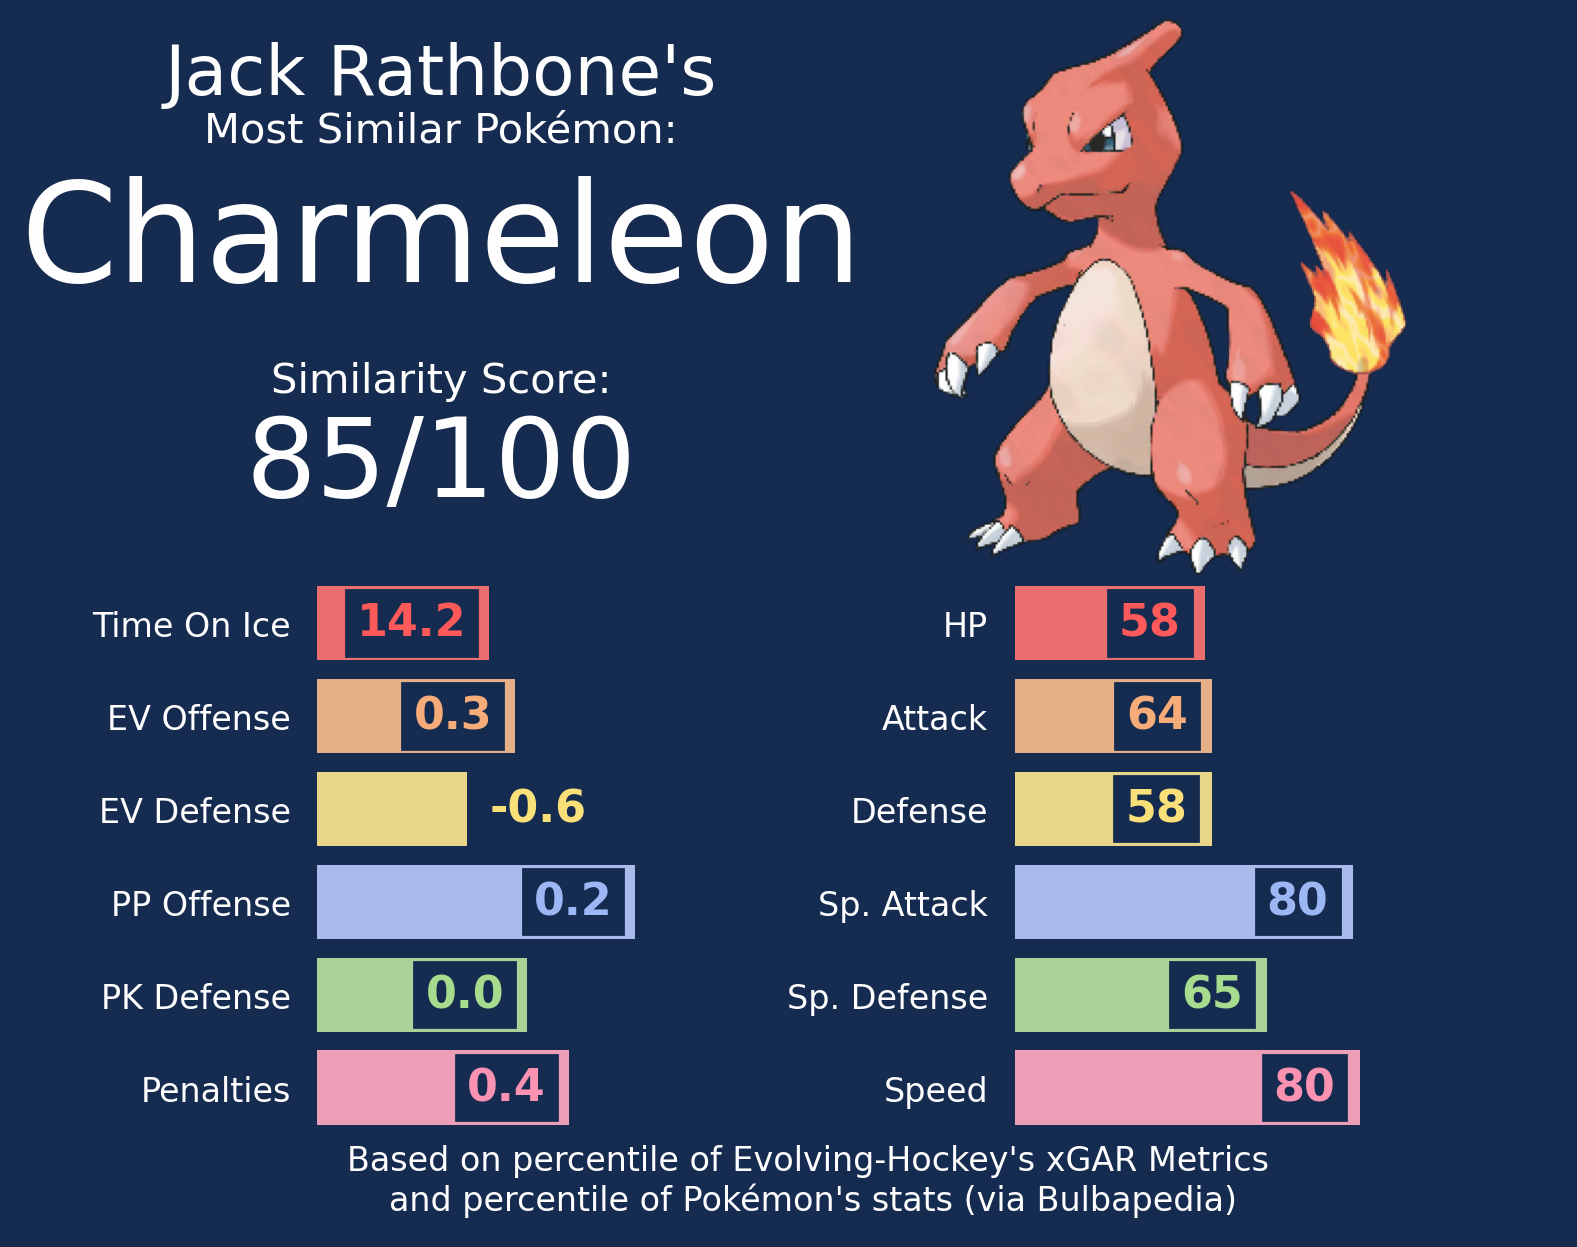 Jack Rathbone's
Most Similar Pokémon:
Charmeleon
Similarity Score:
85/100
Time On Ice 14.2
EV Offense 0.3
EV Defense -0.6
PP Offense 0.2
PK Defense 0.0
Penalties 0.4
HP 58
Attack 64
Defense 58
Sp. Attack 80
Sp. Defense 65
Speed 80
Based on percentile of Evolving-Hockey's xGAR Metrics
and percentile of Pokémon's stats (via Bulbapedia)